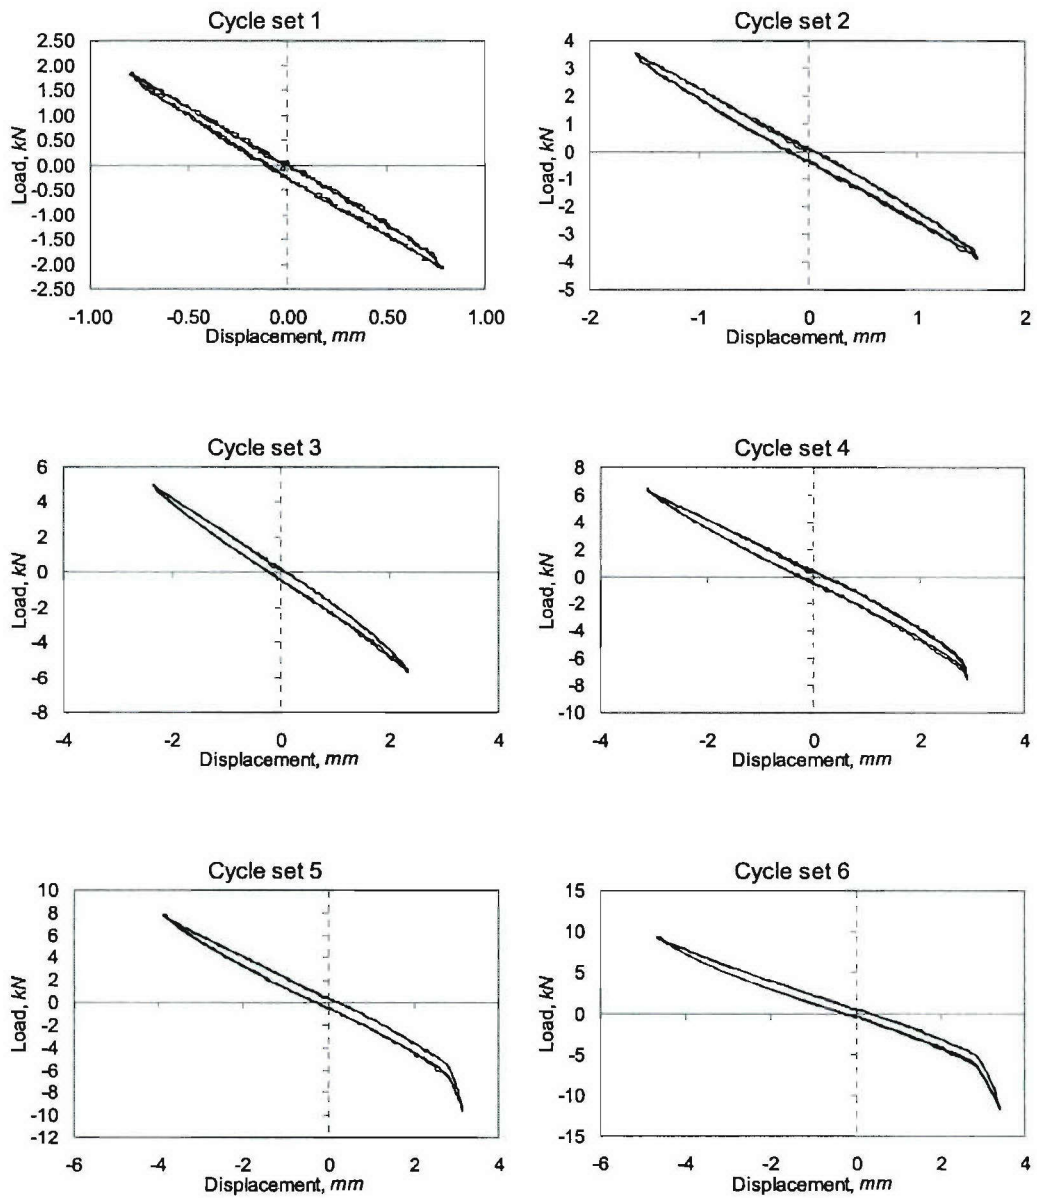 Cycle set 1
2.50
2.00
1.50
1.00
0.50
0.00
-0.50
-1.00
-1.50
-2.00
-2.50
Load, kN
-1.00 -0.50 0.00 0.50 1.00
Displacement, mm
Cycle set 2
4
3
2
1
0
-1
-2
-3
-4
-5
Load, kN
-2 -1 0 1 2
Displacement, mm
Cycle set 3
6
4
2
0
-2
-4
-6
-8
Load, kN
-4 -2 0 2 4
Displacement, mm
Cycle set 4
8
6
4
2
0
-2
-4
-6
-8
-10
Load, kN
-4 -2 0 2 4
Displacement, mm
Cycle set 5
10
8
6
4
2
0
-2
-4
-6
-8
-10
-12
Load, kN
-6 -4 -2 0 2 4
Displacement, mm
Cycle set 6
15
10
5
0
-5
-10
-15
Load, kN
-6 -4 -2 0 2 4
Displacement, mm